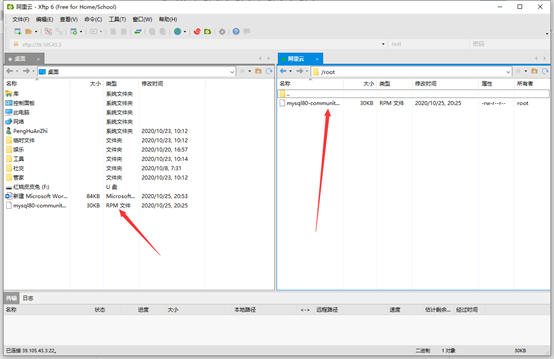 阿里云 - Xftp 6 (Free for Home/School)
文件(F) 编辑(E) 查看(V) 命令(C) 工具(T) 窗口(W) 帮助(H)
sftp://39.105.43.3 root 密码
桌面 阿里云
桌面 /root
名称 大小 类型 修改时间 名称 大小 类型 修改时间 属性 所有者
库 系统文件夹 ..
控制面板 系统文件夹 mysql80-communit... 30KB RPM 文件 2020/10/25, 20:25 -rw-r--r-- root
此电脑 系统文件夹
网络 系统文件夹
PengHuAnZhi 系统文件夹 2020/10/23, 10:12
临时文件 文件夹 2020/10/23, 10:12
娱乐 文件夹 2020/10/20, 16:57
工具 文件夹 2020/10/23, 10:14
社交 文件夹 2020/10/8, 7:31
管家 文件夹 2020/10/23, 10:12
红姚皮皮兔 (F:) U 盘
新建 Microsoft Wor... 84KB Microsoft... 2020/10/25, 20:53
mysql80-communit... 30KB RPM 文件 2020/10/25, 20:25
传输 日志
名称 状态 进度 大小 本地路径 <-> 远程路径 速度 估计剩余... 经过时间
已连接 39.105.43.3:22。 二进制 1 对象 30KB